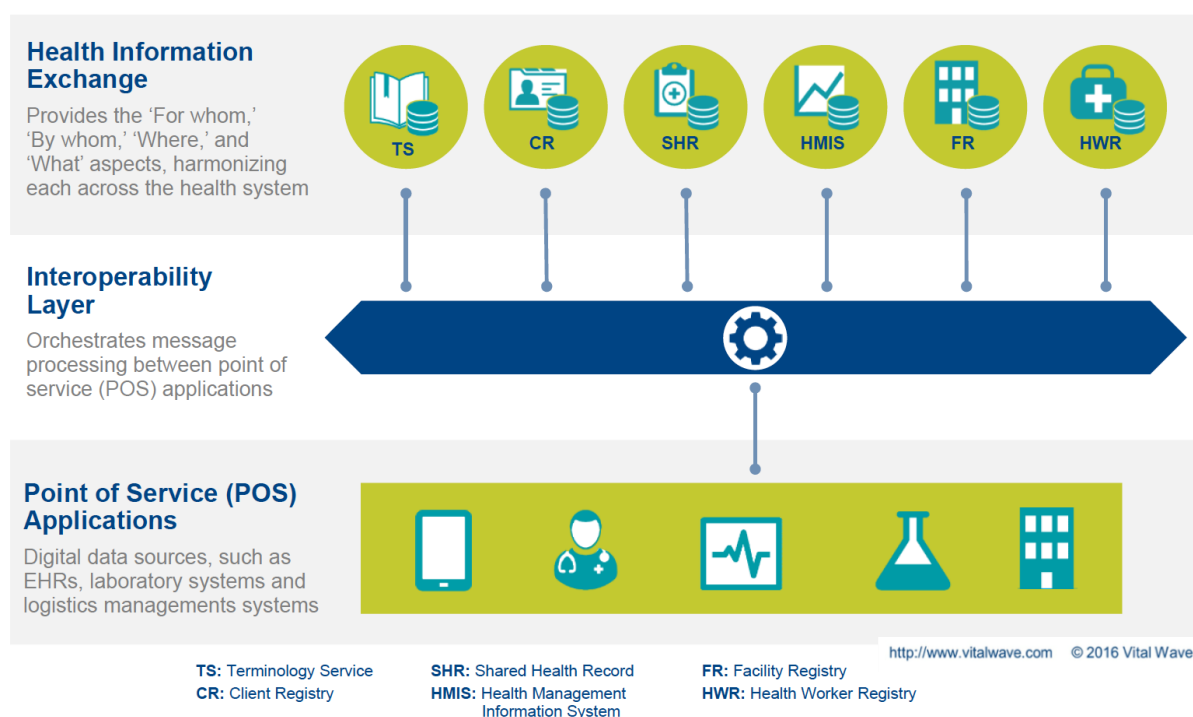 Health Information
Exchange
Provides the ‘For whom,’
‘By whom,’ ‘Where,’ and
‘What’ aspects, harmonizing
each across the health system
TS
CR
SHR
HMIS
FR
HWR
Interoperability
Layer
Orchestrates message
processing between point of
service (POS) applications
Point of Service (POS)
Applications
Digital data sources, such as
EHRs, laboratory systems and
logistics managements systems
http://www.vitalwave.com © 2016 Vital Wave
TS: Terminology Service
CR: Client Registry
SHR: Shared Health Record
HMIS: Health Management
Information System
FR: Facility Registry
HWR: Health Worker Registry